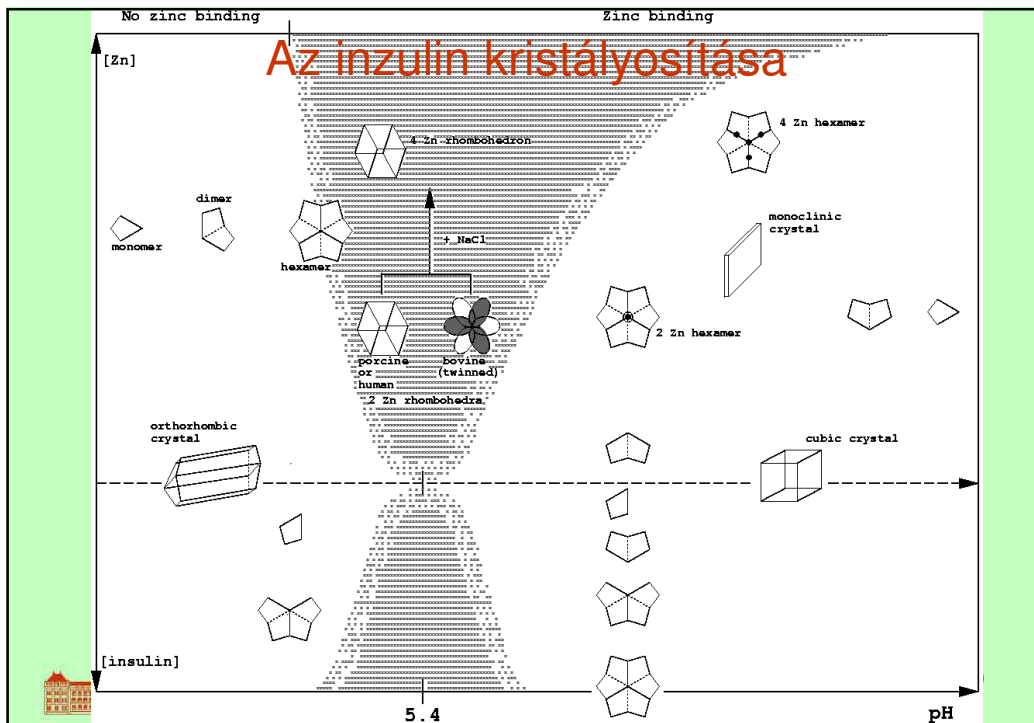 No zinc binding
Zinc binding
[Zn]
Az inzulin kristályosítása
4 Zn hexamer
4 Zn rhombohedron
dimer
monomer
hexamer
+ NaCl
monoclinic
crystal
2 Zn hexamer
porcine
or
human
bovine
(twinned)
2 Zn rhombohedra
orthorhombic
crystal
cubic crystal
[insulin]
5.4
pH